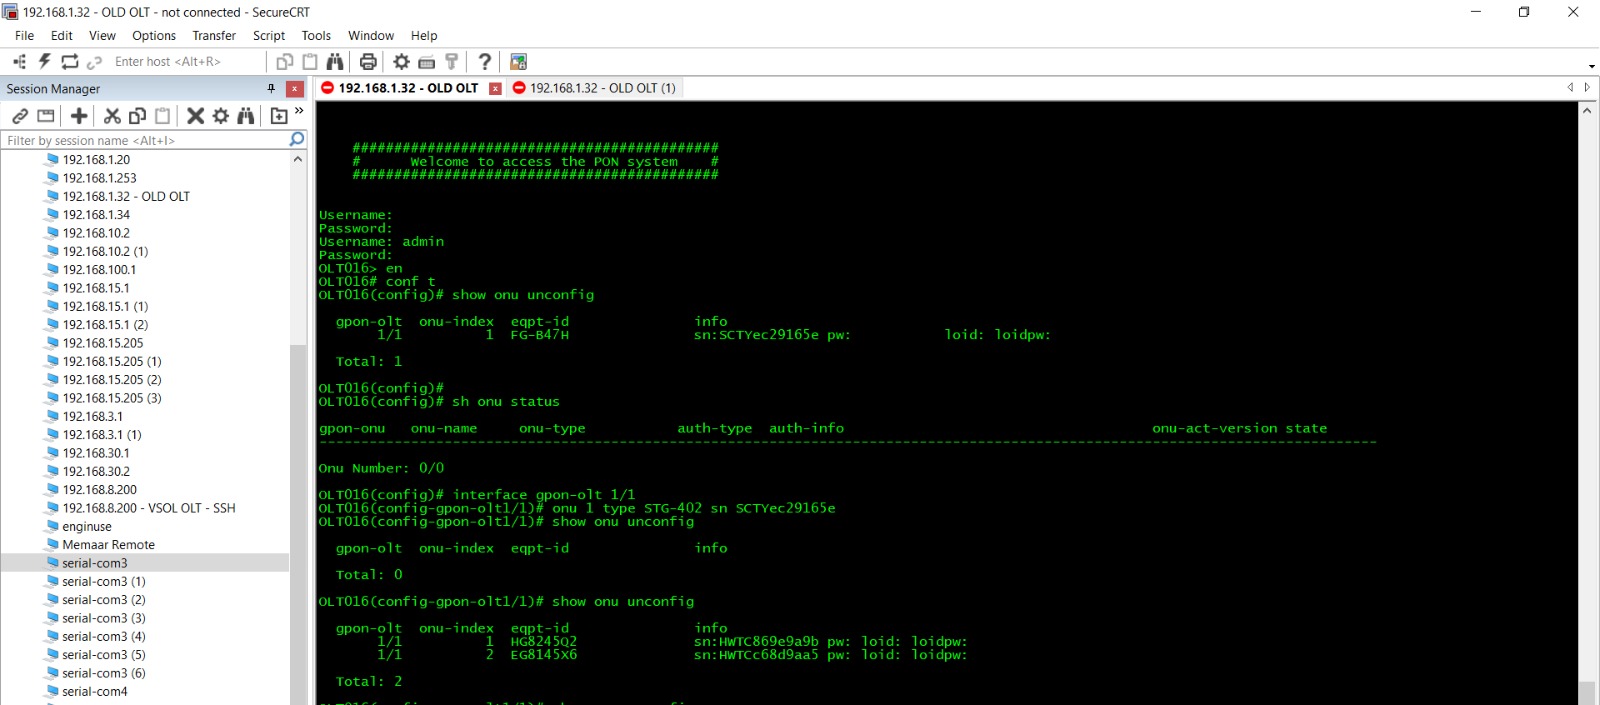 192.168.1.32 - OLD OLT - not connected - SecureCRT
File Edit View Options Transfer Script Tools Window Help
Enter host <Alt+R>
Session Manager
Filter by session name <Alt+I>
192.168.1.20
192.168.1.253
192.168.1.32 - OLD OLT
192.168.1.34
192.168.10.2
192.168.10.2 (1)
192.168.100.1
192.168.15.1
192.168.15.1 (1)
192.168.15.1 (2)
192.168.15.205
192.168.15.205 (1)
192.168.15.205 (2)
192.168.15.205 (3)
192.168.3.1
192.168.3.1 (1)
192.168.30.1
192.168.30.2
192.168.8.200
192.168.8.200 - VSOL OLT - SSH
enginuse
Memaar Remote
serial-com3
serial-com3 (1)
serial-com3 (2)
serial-com3 (3)
serial-com3 (4)
serial-com3 (5)
serial-com3 (6)
serial-com4
192.168.1.32 - OLD OLT 192.168.1.32 - OLD OLT (1)
############################################
# Welcome to access the PON system #
############################################
Username:
Password:
Username: admin
Password:
OLT016> en
OLT016# conf t
OLT016(config)# show onu unconfig
gpon-olt onu-index eqpt-id info
1/1 1 FG-B47H sn:SCTYec29165e pw: loid: loidpw:
Total: 1
OLT016(config)#
OLT016(config)# sh onu status
gpon-onu onu-name onu-type auth-type auth-info onu-act-version state
--------------------------------------------------------------------------------------------------------------------------------
Onu Number: 0/0
OLT016(config)# interface gpon-olt 1/1
OLT016(config-gpon-olt1/1)# onu 1 type STG-402 sn SCTYec29165e
OLT016(config-gpon-olt1/1)# show onu unconfig
gpon-olt onu-index eqpt-id info
Total: 0
OLT016(config-gpon-olt1/1)# show onu unconfig
gpon-olt onu-index eqpt-id info
1/1 1 HG8245Q2 sn:HWTC869e9a9b pw: loid: loidpw:
1/1 2 EG8145X6 sn:HWTCc68d9aa5 pw: loid: loidpw:
Total: 2